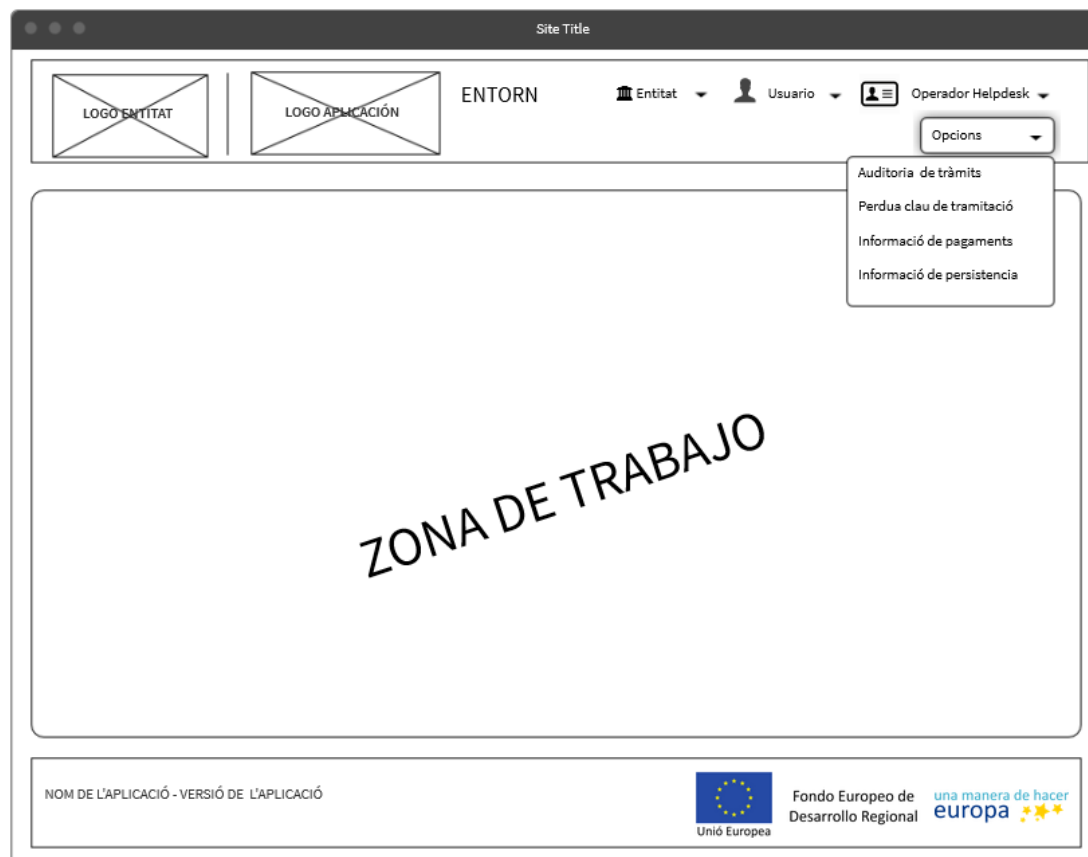 Site Title
LOGO ENTITAT
LOGO APLICACIÓN
ENTORN
Entitat
Usuario
Operador Helpdesk
Opcions
Auditoria de tràmits
Perdua clau de tramitació
Informació de pagaments
Informació de persistencia
ZONA DE TRABAJO
NOM DE L'APLICACIÓ - VERSIÓ DE L'APLICACIÓ
Unió Europea
Fondo Europeo de
Desarrollo Regional
una manera de hacer
europa